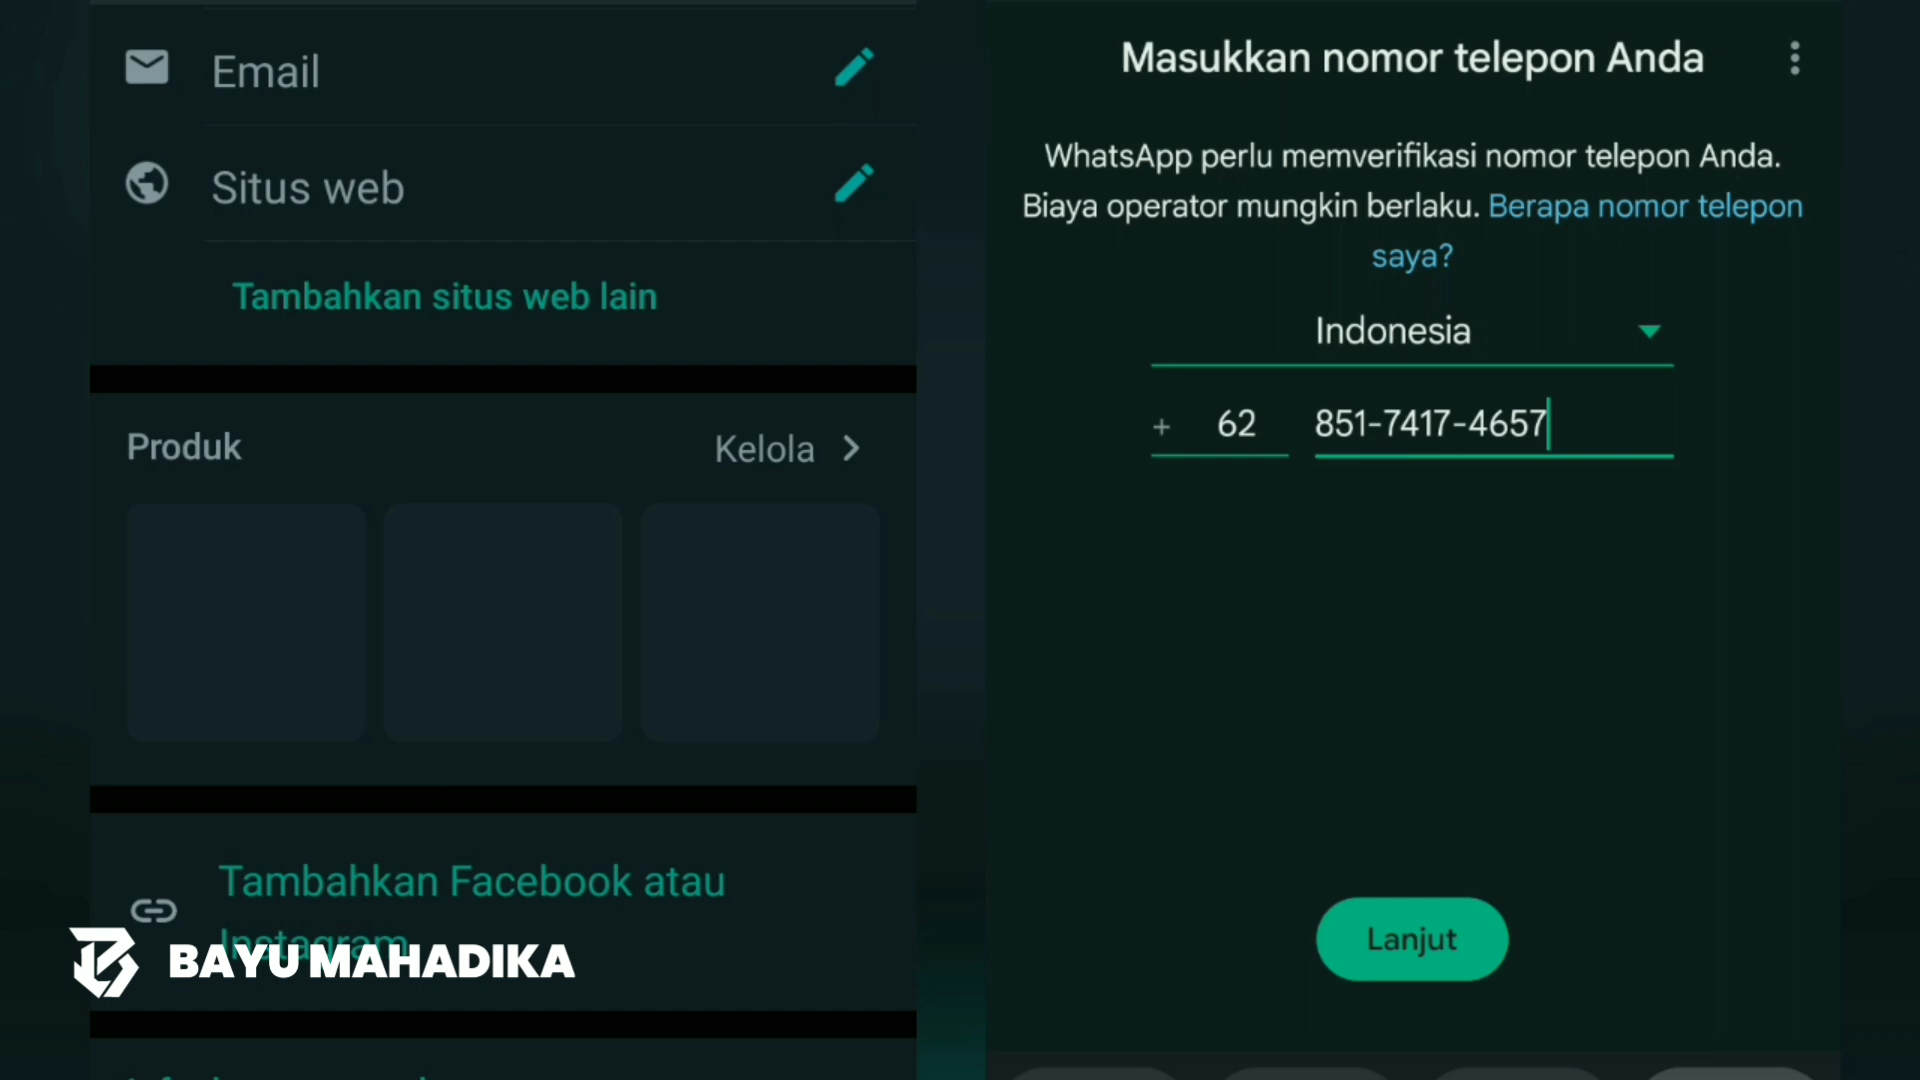 Email
Situs web
Tambahkan situs web lain
Produk
Kelola
Tambahkan Facebook atau
Instagram
BAYU MAHADIKA
Masukkan nomor telepon Anda
WhatsApp perlu memverifikasi nomor telepon Anda.
Biaya operator mungkin berlaku. Berapa nomor telepon
saya?
Indonesia
+ 62 851-7417-4657
Lanjut